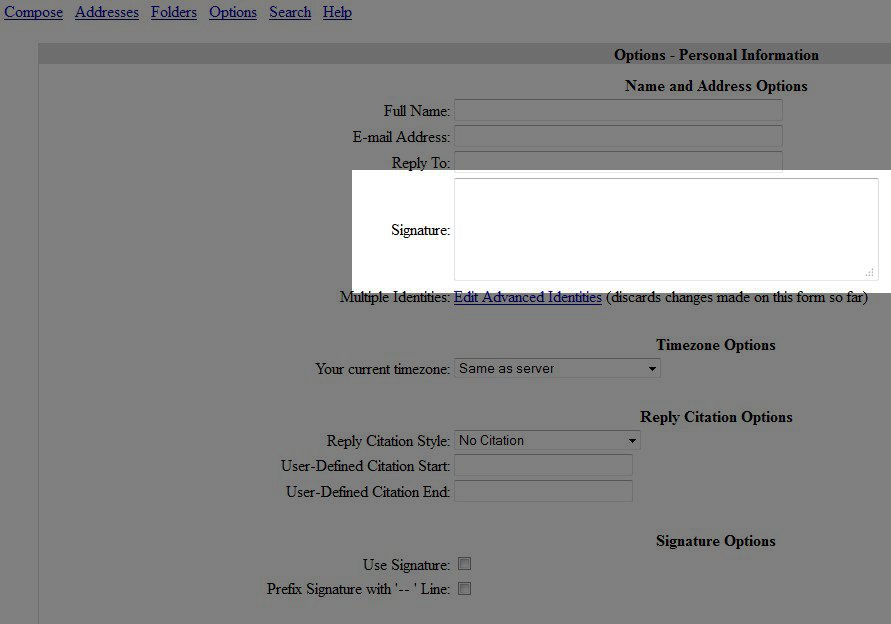 Compose Addresses Folders Options Search Help
Options - Personal Information
Name and Address Options
Full Name:
E-mail Address:
Reply To:
Signature:
Multiple Identities: Edit Advanced Identities (discards changes made on this form so far)
Timezone Options
Your current timezone: Same as server
Reply Citation Options
Reply Citation Style: No Citation
User-Defined Citation Start:
User-Defined Citation End:
Signature Options
Use Signature:
Prefix Signature with '-- ' Line: